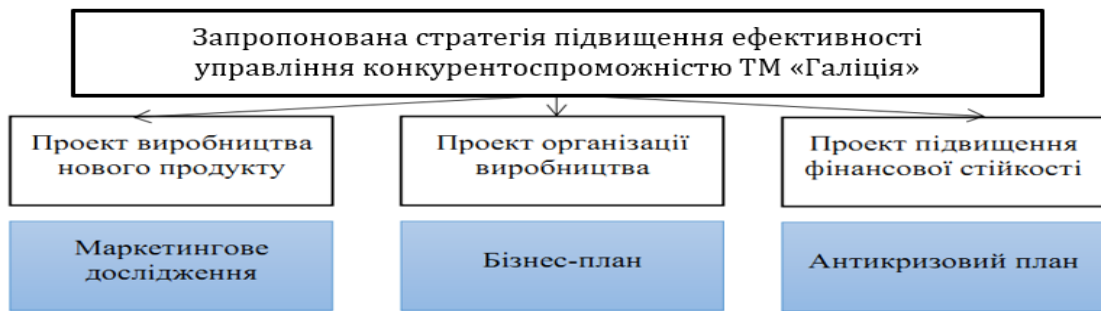 Запропонована стратегія підвищення ефективності
управління конкурентоспроможністю ТМ «Галіція»
Проект виробництва
нового продукту
Проект організації
виробництва
Проект підвищення
фінансової стійкості
Маркетингове
дослідження
Бізнес-план
Антикризовий план